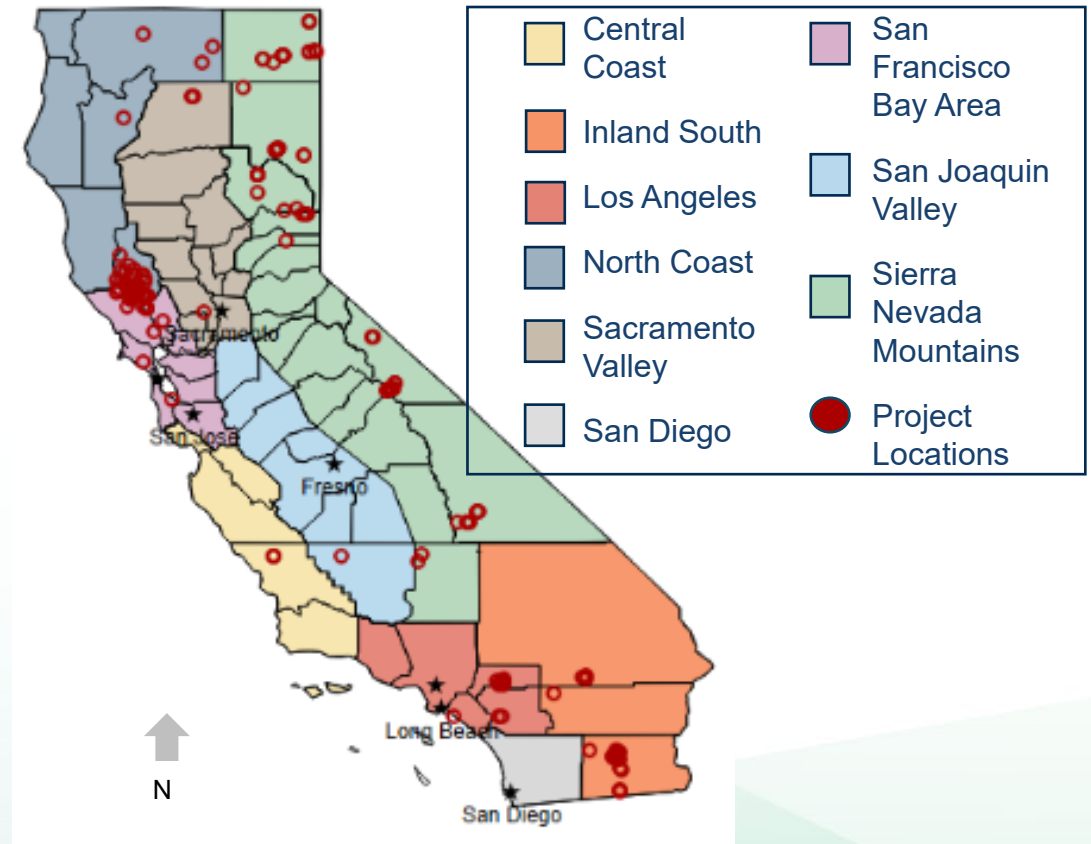 Central
Coast
Inland South
Los Angeles
North Coast
Sacramento
Valley
San Diego
San
Francisco
Bay Area
San Joaquin
Valley
Sierra
Nevada
Mountains
Project
Locations
Sacramento
San Jose
Fresno
Long Beach
San Diego
N